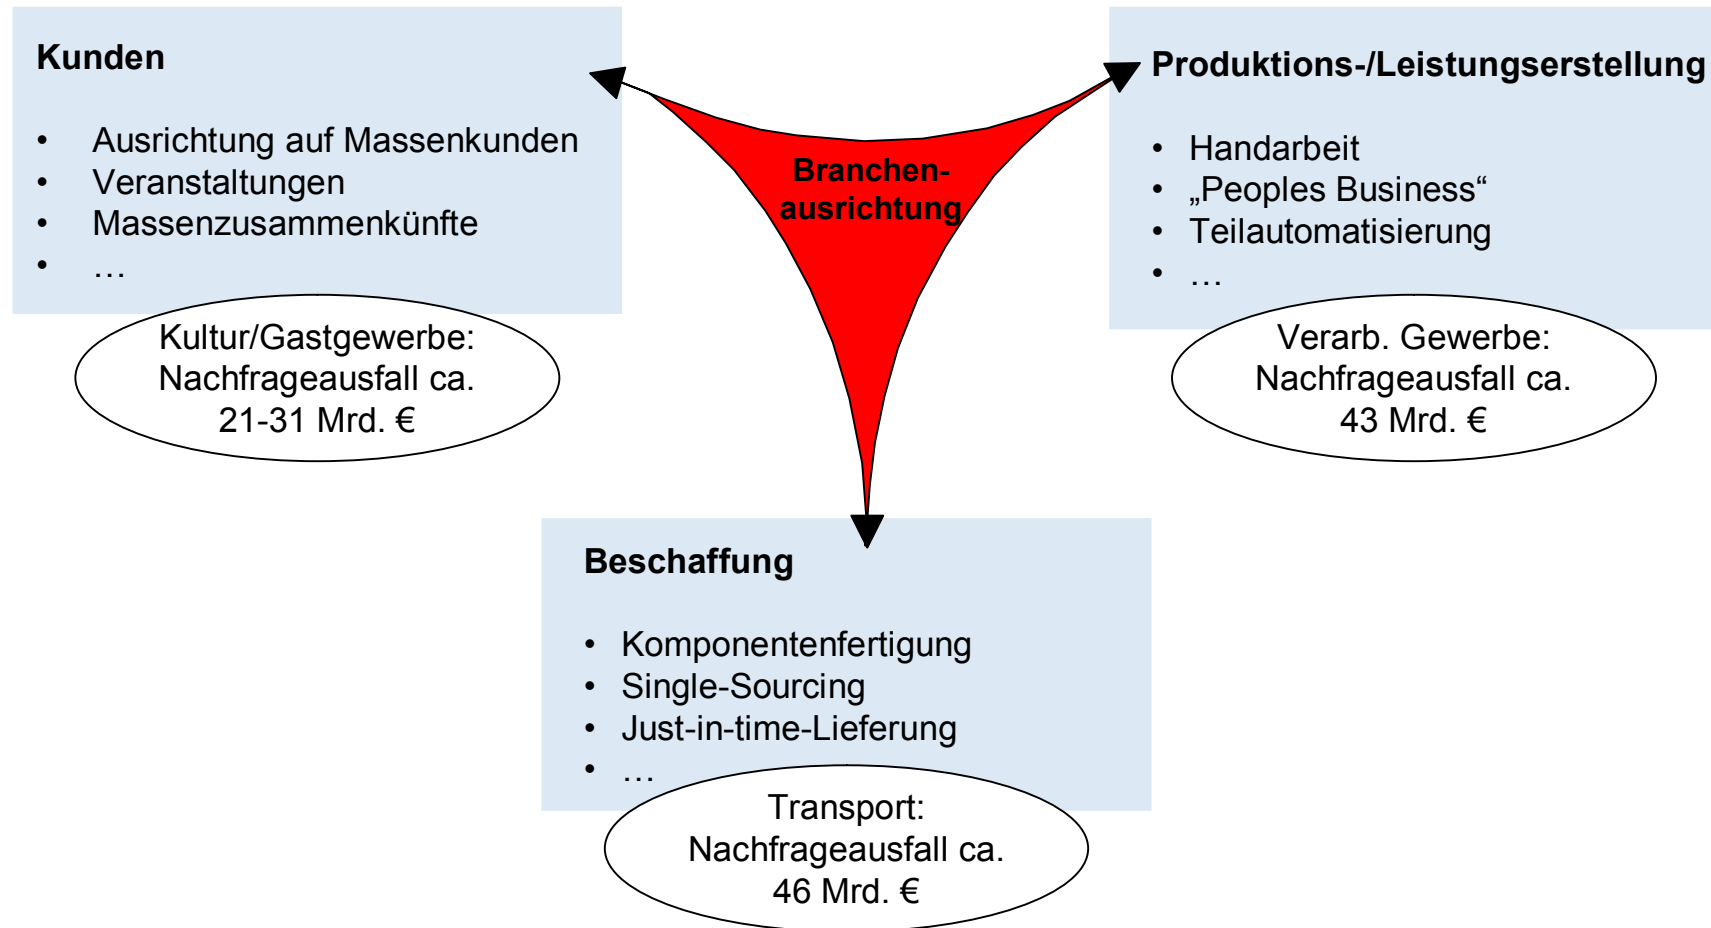 Kunden
• Ausrichtung auf Massenkunden
• Veranstaltungen
• Massenzusammenkünfte
• …
Kultur/Gastgewerbe:
Nachfrageausfall ca.
21-31 Mrd. €
Branchen-
ausrichtung
Produktions-/Leistungserstellung
• Handarbeit
• „Peoples Business“
• Teilautomatisierung
• …
Verarb. Gewerbe:
Nachfrageausfall ca.
43 Mrd. €
Beschaffung
• Komponentenfertigung
• Single-Sourcing
• Just-in-time-Lieferung
• …
Transport:
Nachfrageausfall ca.
46 Mrd. €